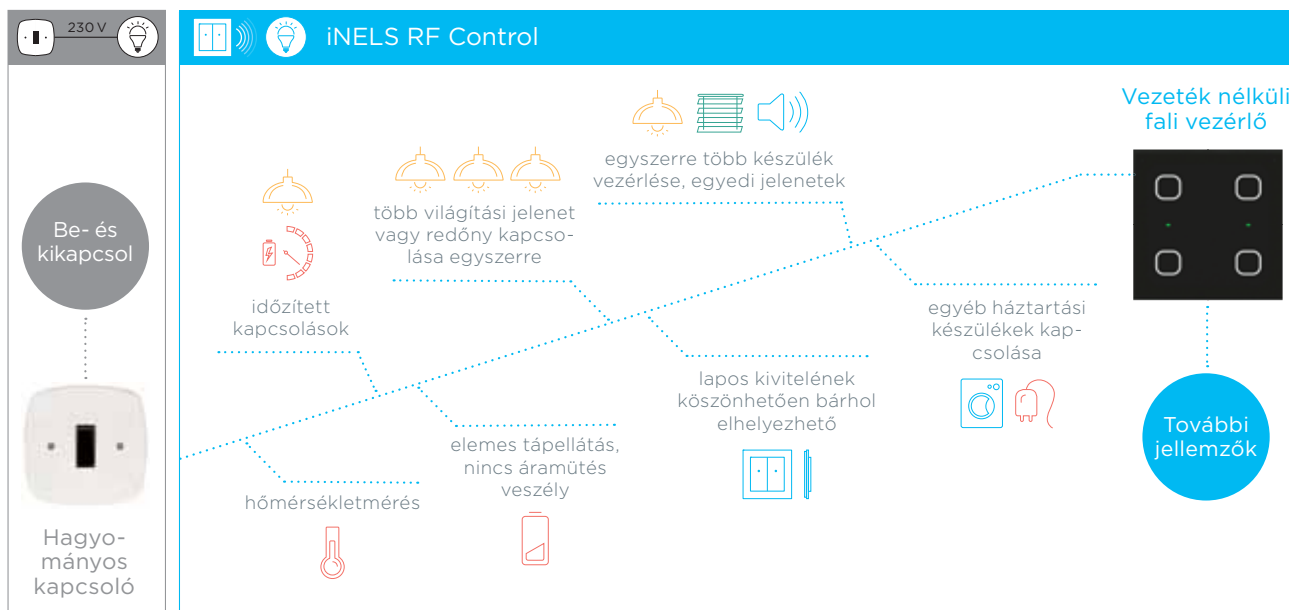 230 V
iNELS RF Control
Be- és
kikapcsol
Hagyo-
mányos
kapcsoló
időzített
kapcsolások
több világítási jelenet
vagy redőny kapcso-
lása egyszerre
egyszerre több készülék
vezérlése, egyedi jelenetek
Vezeték nélküli
fali vezérlő
hőmérsékletmérés
elemes tápellátás,
nincs áramütés
veszély
lapos kivitelének
köszönhetően bárhol
elhelyezhető
egyéb háztartási
készülékek kap-
csolása
További
jellemzők